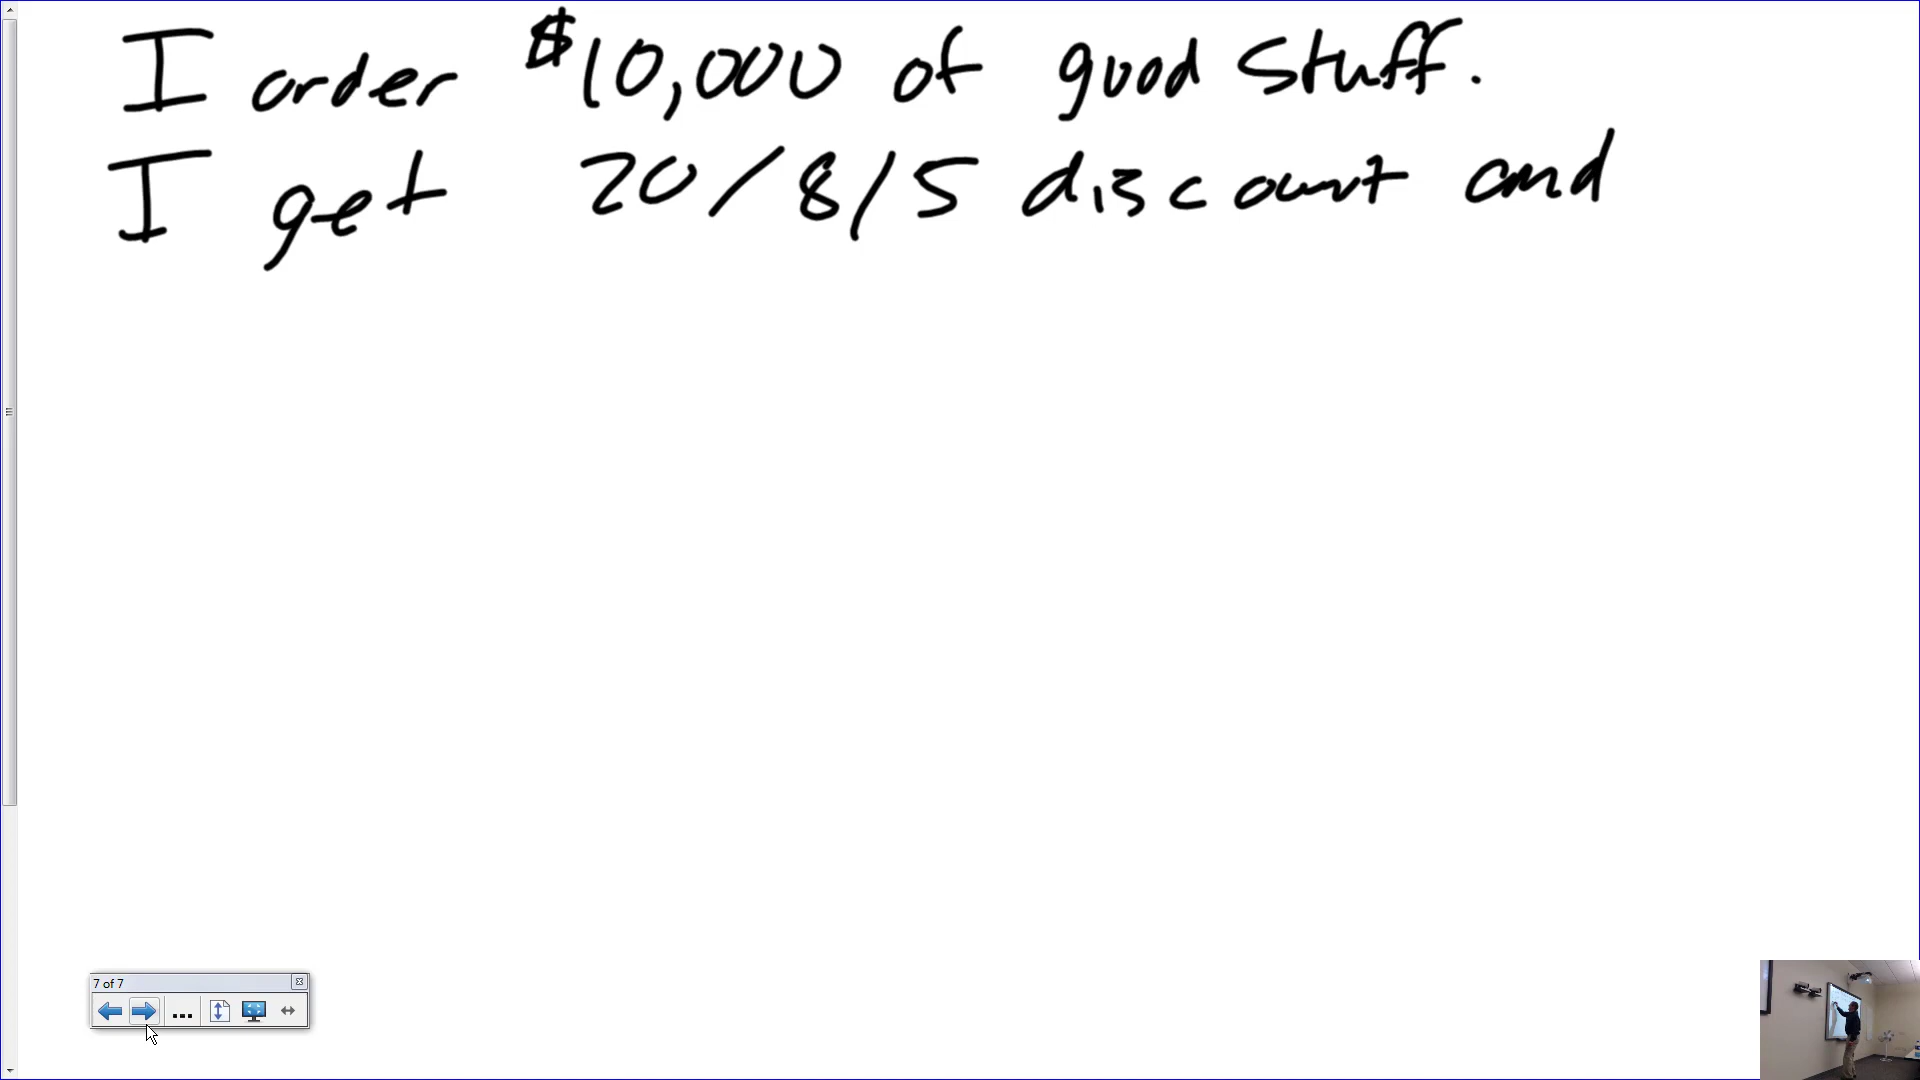 I order $10,000 of good stuff.
I get 20/8/5 discount and
7 of 7